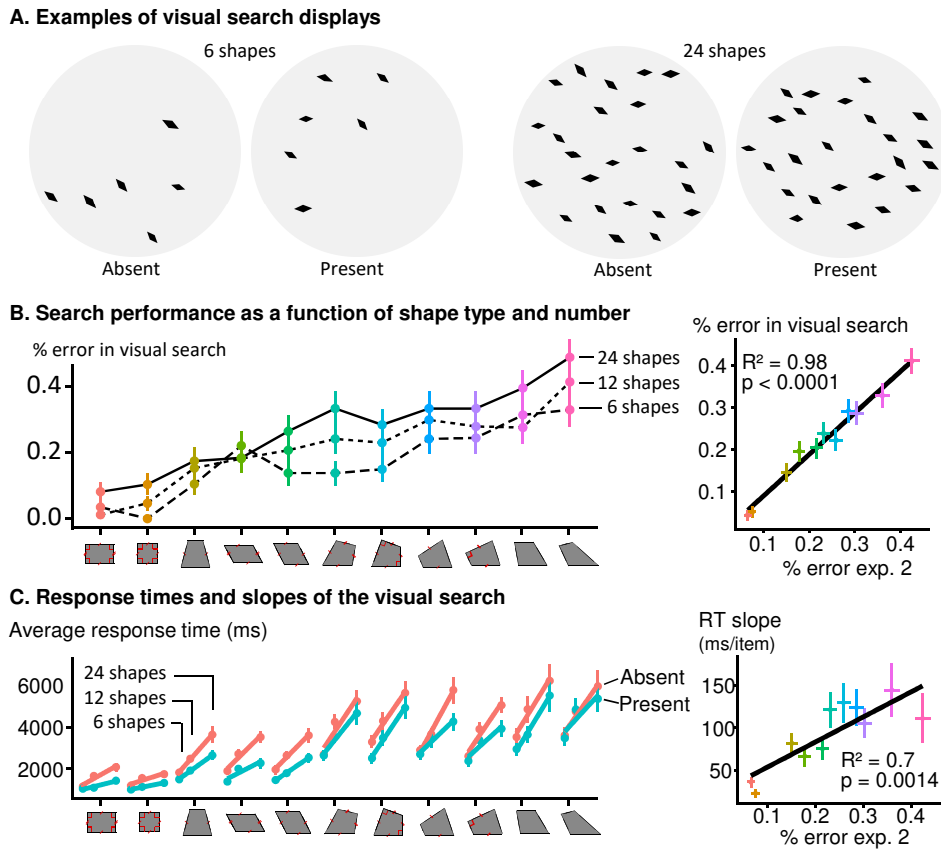 A. Examples of visual search displays
6 shapes
24 shapes
Absent
Present
Absent
Present
B. Search performance as a function of shape type and number
% error in visual search
0.4
0.2
0.0
24 shapes
12 shapes
6 shapes
% error in visual search
R² = 0.98
p < 0.0001
0.4
0.3
0.2
0.1
0.1
0.2
0.3
0.4
% error exp. 2
C. Response times and slopes of the visual search
Average response time (ms)
24 shapes
12 shapes
6 shapes
6000
4000
2000
Absent
Present
RT slope
(ms/item)
150
100
50
R² = 0.7
p = 0.0014
0.1
0.2
0.3
0.4
% error exp. 2